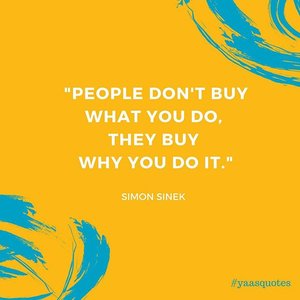 "PEOPLE DON'T BUY
WHAT YOU DO,
THEY BUY
WHY YOU DO IT."
SIMON SINEK
#yaasquotes